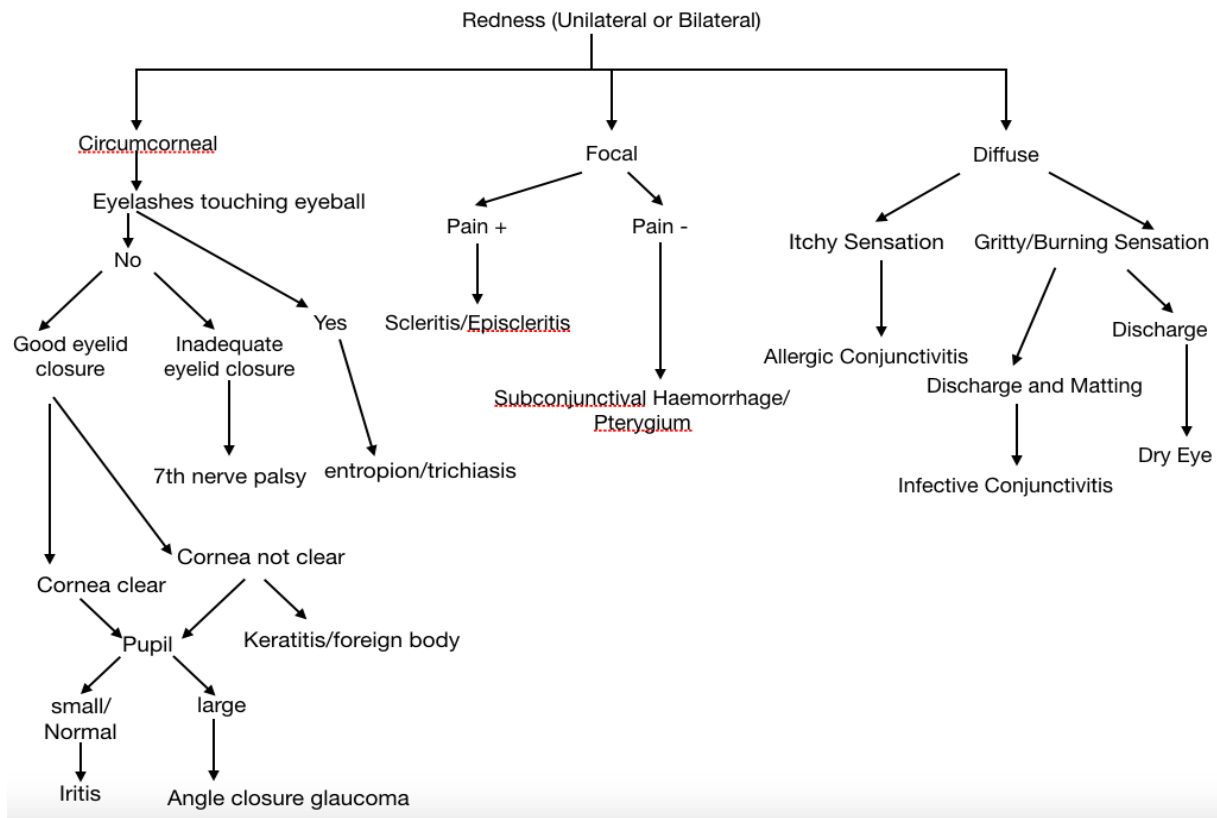 Redness (Unilateral or Bilateral)
Circumcorneal
Focal
Diffuse
Eyelashes touching eyeball
Pain +
Pain -
Itchy Sensation
Gritty/Burning Sensation
No
Yes
Scleritis/Episcleritis
Discharge
Good eyelid
closure
Inadequate
eyelid closure
Allergic Conjunctivitis
Discharge and Matting
Subconjunctival Haemorrhage/
Pterygium
7th nerve palsy
entropion/trichiasis
Dry Eye
Infective Conjunctivitis
Cornea not clear
Cornea clear
Pupil
Keratitis/foreign body
small/
Normal
large
Iritis
Angle closure glaucoma